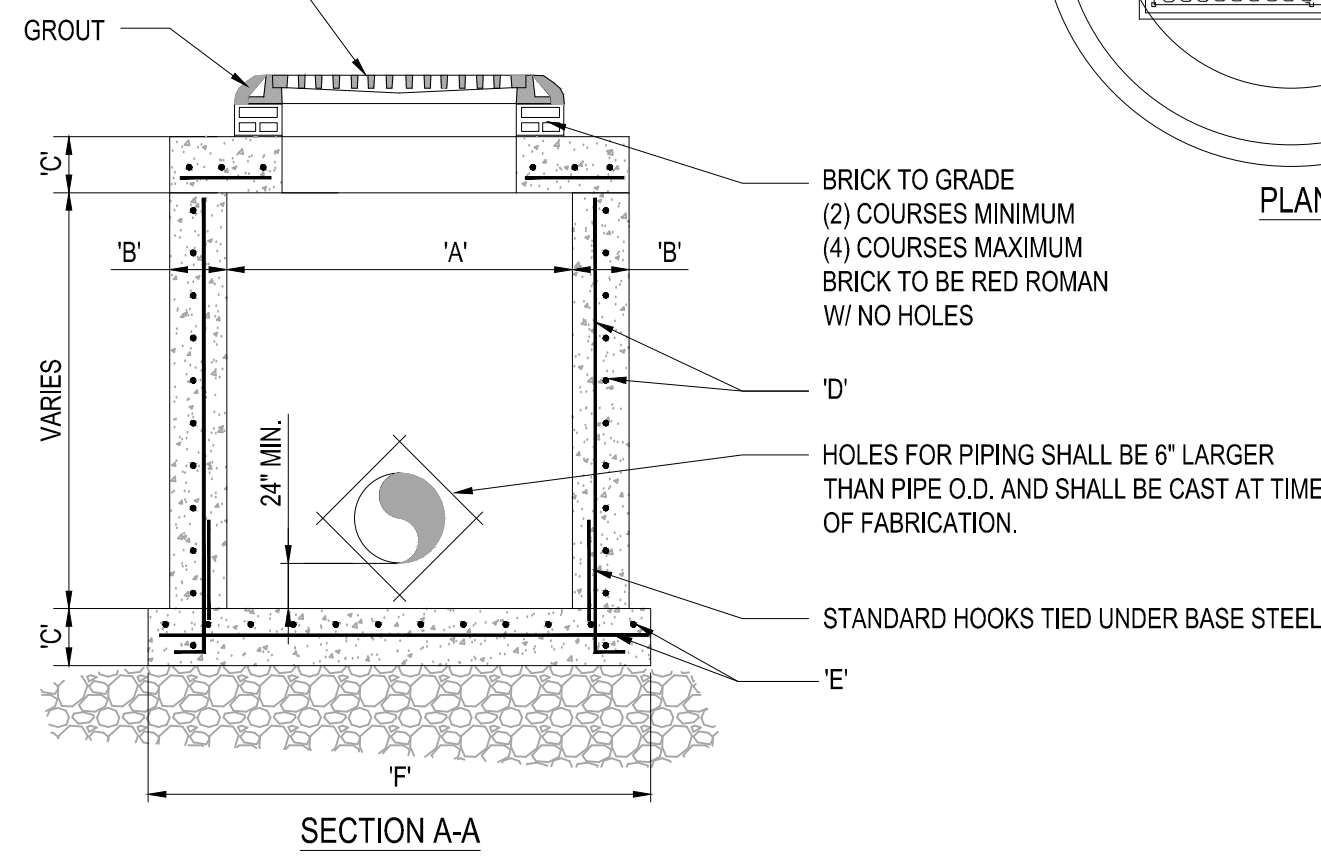 GROUT
'C'
BRICK TO GRADE
(2) COURSES MINIMUM
(4) COURSES MAXIMUM
BRICK TO BE RED ROMAN
W/ NO HOLES
PLAN
'B'
'A'
'B'
VARIES
'D'
24" MIN.
HOLES FOR PIPING SHALL BE 6" LARGER
THAN PIPE O.D. AND SHALL BE CAST AT TIME
OF FABRICATION.
STANDARD HOOKS TIED UNDER BASE STEEL
'C'
'E'
'F'
SECTION A-A